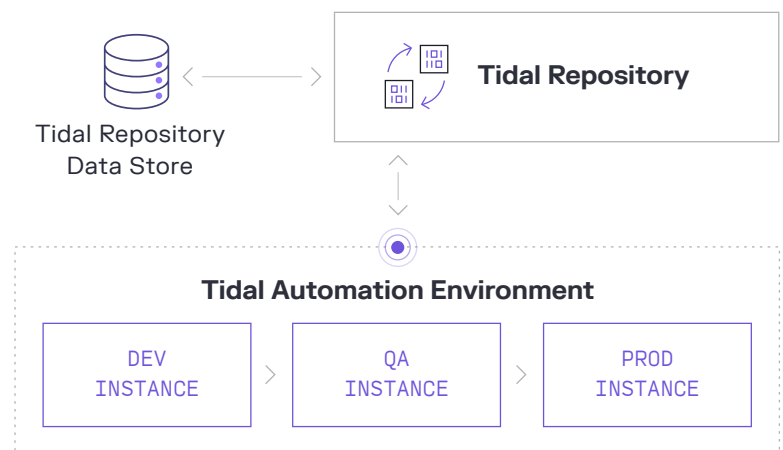 Tidal Repository
Tidal Repository
Data Store
Tidal Automation Environment
DEV
INSTANCE
QA
INSTANCE
PROD
INSTANCE